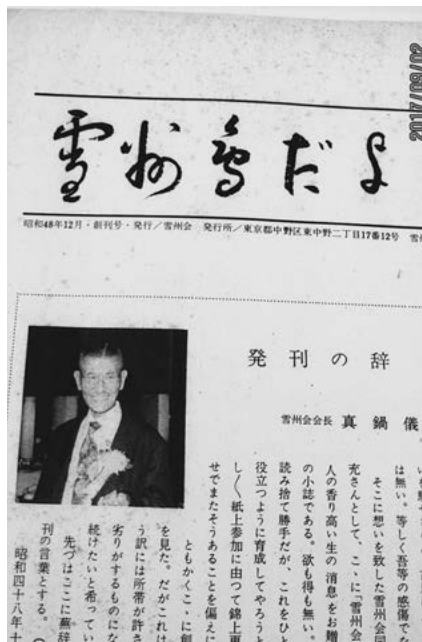 2017/09/02
雪州会だよ
昭和48年12月・創刊号・発行/雪州会 発行所/東京都中野区東中野二丁目17番12号 雪
発刊の辞
雪州会会長 真鍋儀
は無い。等しく吾等の感傷でな
そこに想いを致した雪州会同
充さんとして、こゝに雪州会
人の香り高い生の消息をお贈
の小誌である。欲も得も無い
読み捨て勝手だが、これをひ
役立つように育成してやろうと
し〱紙上参加に由って錦上更
せでまたそうあることを偏えに
ともかくこゝに創
を見た。だがこれは
う訳には所帯が許さ
劣りがするものにな
続けたいと希ってい
先づはここに蕪辞
刊の言葉とする。(
昭和四十八年十